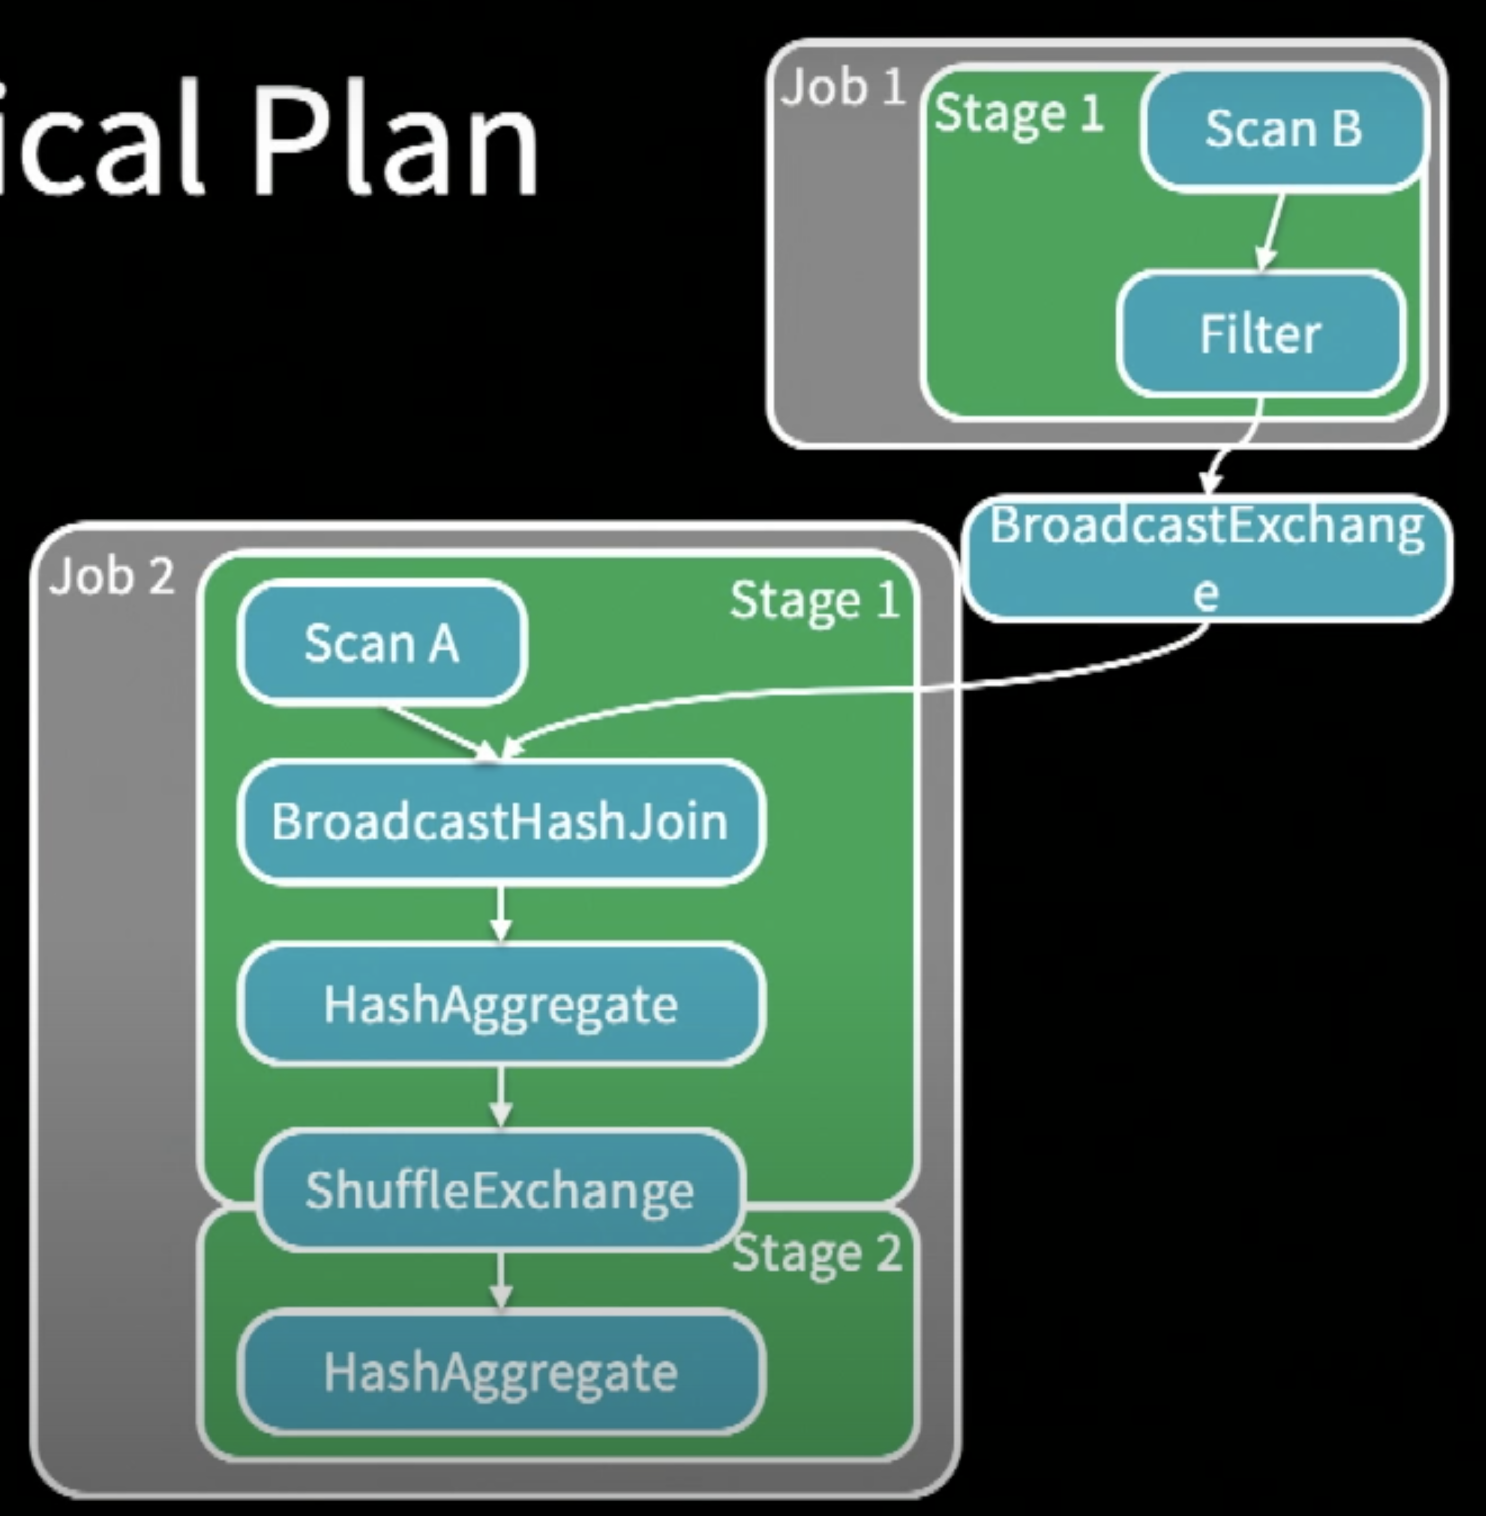 ical Plan
Job 1
Stage 1
Scan B
Filter
BroadcastExchang
e
Job 2
Stage 1
Scan A
BroadcastHashJoin
HashAggregate
ShuffleExchange
Stage 2
HashAggregate